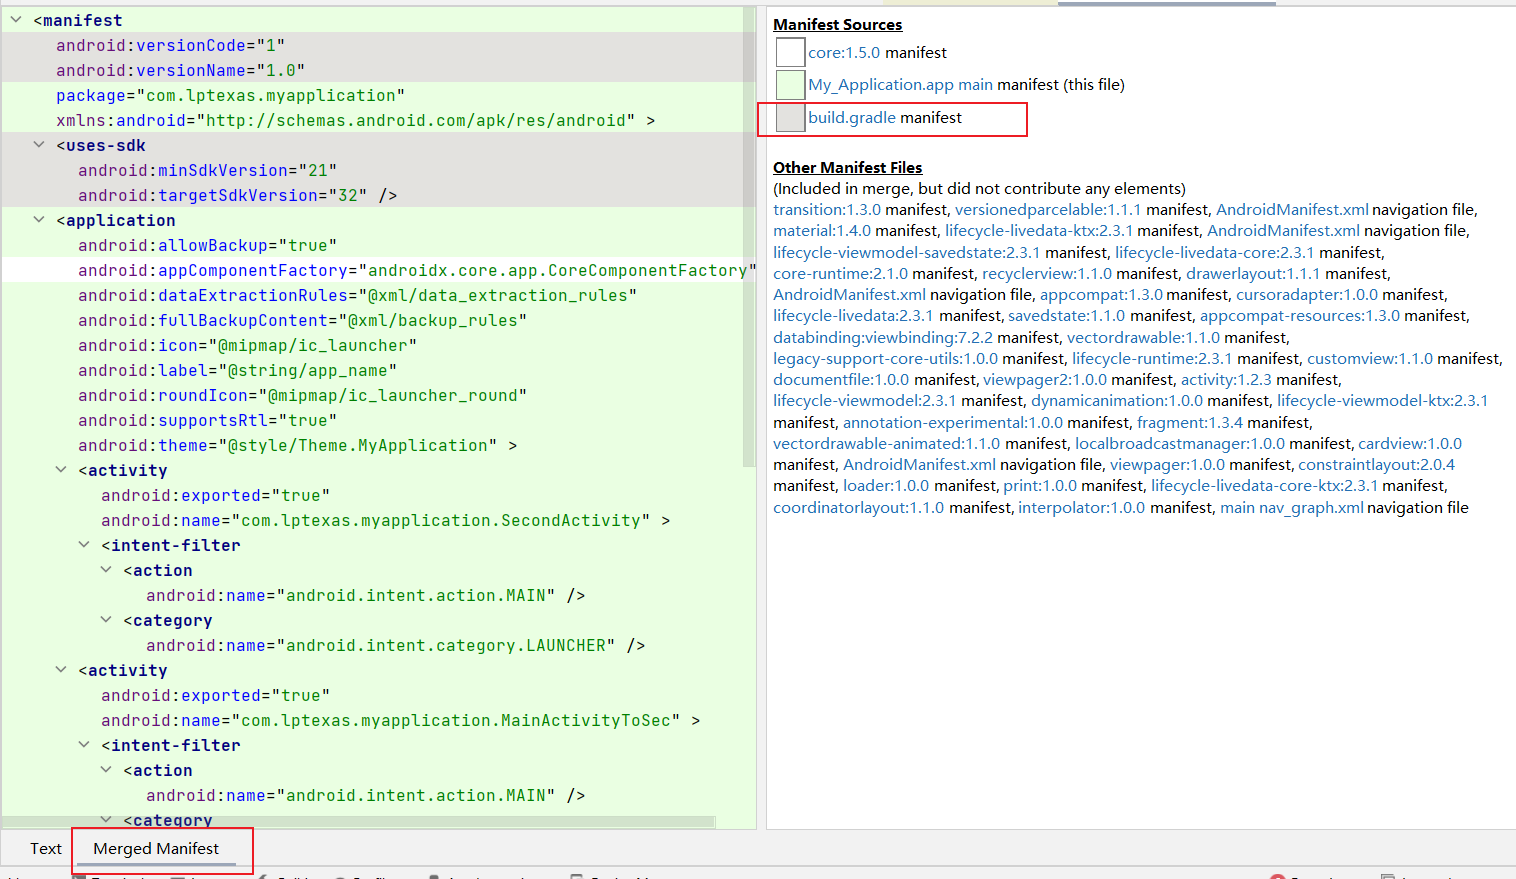 <manifest
android:versionCode="1"
android:versionName="1.0"
package="com.lptexas.myapplication"
xmlns:android="http://schemas.android.com/apk/res/android" >
<uses-sdk
android:minSdkVersion="21"
android:targetSdkVersion="32" />
<application
android:allowBackup="true"
android:appComponentFactory="androidx.core.app.CoreComponentFactory"
android:dataExtractionRules="@xml/data_extraction_rules"
android:fullBackupContent="@xml/backup_rules"
android:icon="@mipmap/ic_launcher"
android:label="@string/app_name"
android:roundIcon="@mipmap/ic_launcher_round"
android:supportsRtl="true"
android:theme="@style/Theme.MyApplication" >
<activity
android:exported="true"
android:name="com.lptexas.myapplication.SecondActivity" >
<intent-filter
<action
android:name="android.intent.action.MAIN" />
<category
android:name="android.intent.category.LAUNCHER" />
<activity
android:exported="true"
android:name="com.lptexas.myapplication.MainActivityToSec" >
<intent-filter
<action
android:name="android.intent.action.MAIN" />
<category
Manifest Sources
core:1.5.0 manifest
My_Application.app main manifest (this file)
build.gradle manifest
Other Manifest Files
(Included in merge, but did not contribute any elements)
transition:1.3.0 manifest, versionedparcelable:1.1.1 manifest, AndroidManifest.xml navigation file,
material:1.4.0 manifest, lifecycle-livedata-ktx:2.3.1 manifest, AndroidManifest.xml navigation file,
lifecycle-viewmodel-savedstate:2.3.1 manifest, lifecycle-livedata-core:2.3.1 manifest,
core-runtime:2.1.0 manifest, recyclerview:1.1.0 manifest, drawerlayout:1.1.1 manifest,
AndroidManifest.xml navigation file, appcompat:1.3.0 manifest, cursoradapter:1.0.0 manifest,
lifecycle-livedata:2.3.1 manifest, savedstate:1.1.0 manifest, appcompat-resources:1.3.0 manifest,
databinding:viewbinding:7.2.2 manifest, vectordrawable:1.1.0 manifest,
legacy-support-core-utils:1.0.0 manifest, lifecycle-runtime:2.3.1 manifest, customview:1.1.0 manifest,
documentfile:1.0.0 manifest, viewpager2:1.0.0 manifest, activity:1.2.3 manifest,
lifecycle-viewmodel:2.3.1 manifest, dynamicanimation:1.0.0 manifest, lifecycle-viewmodel-ktx:2.3.1
manifest, annotation-experimental:1.0.0 manifest, fragment:1.3.4 manifest,
vectordrawable-animated:1.1.0 manifest, localbroadcastmanager:1.0.0 manifest, cardview:1.0.0
manifest, AndroidManifest.xml navigation file, viewpager:1.0.0 manifest, constraintlayout:2.0.4
manifest, loader:1.0.0 manifest, print:1.0.0 manifest, lifecycle-livedata-core-ktx:2.3.1 manifest,
coordinatorlayout:1.1.0 manifest, interpolator:1.0.0 manifest, main nav_graph.xml navigation file
Text
Merged Manifest